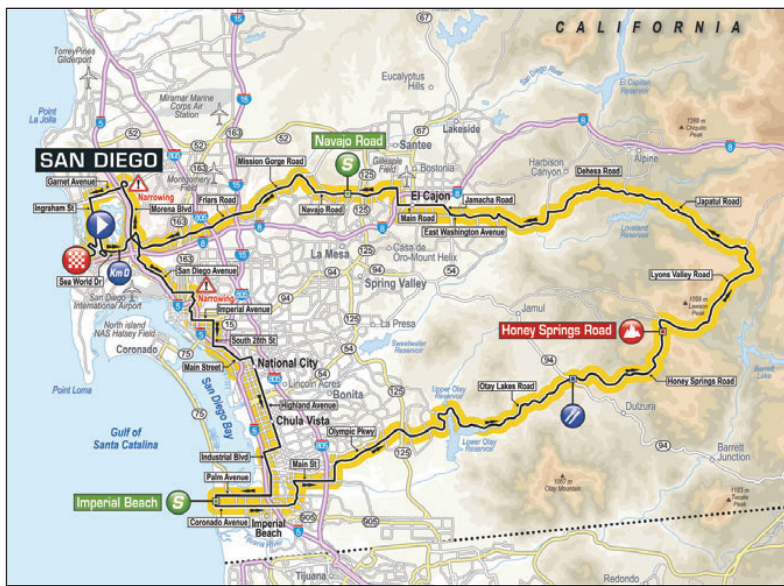 CALIFORNIA
TorreyPines
Gliderport
Eucalyptus
Hills
San Diego
River
El Capitan
Reservoir
Point
La Jolla
Miramar Marine
Corps Air
Station
Lakeside
Santee
Navajo Road
Gillespie
Field
Bostonia
Harbison
Canyon
Alpine
SAN DIEGO
Mission Gorge Road
Montgomery
Field
Garnet Avenue
Narrowing
Ingraham St
Morena Blvd
Friars Road
Navajo Road
El Cajon
Main Road
Jamacha Road
East Washington Avenue
Dehesa Road
Japatul Road
Loveland
Reservoir
Km 0
Sea World Dr
La Mesa
Casa de
Oro-Mount Helix
Lyons Valley Road
San Diego Avenue
San Diego
International Airport
Narrowing
Spring Valley
Imperial Avenue
North island
NAS Halsey Field
Coronado
South 28th St
La Presa
Sweetwater
Reservoir
Jamul
Honey Springs Road
1099 m
Lawson
Peak
Barrett
Lake
Main Street
National City
Lincoln Acres
Bonita
Point Loma
San Diego Bay
Highland Avenue
Chula Vista
Upper Otay
Reservoir
Otay Lakes Road
Honey Springs Road
Dulzura
Gulf of
Santa Catalina
Olympic Pkwy
Lower Otay
Reservoir
Barrett
Junction
Industrial Blvd
Main St
Palm Avenue
Imperial Beach
Coronado Avenue
Imperial
Beach
Otay Mountain
Tecate
Peak
Tijuana
Redondo